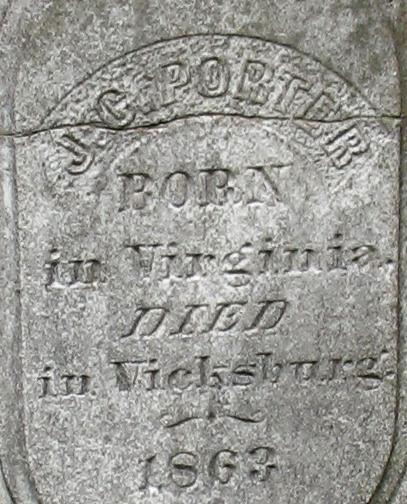 J. C. PORTER
BORN
in Virginia,
DIED
in Vicksburg.
1863